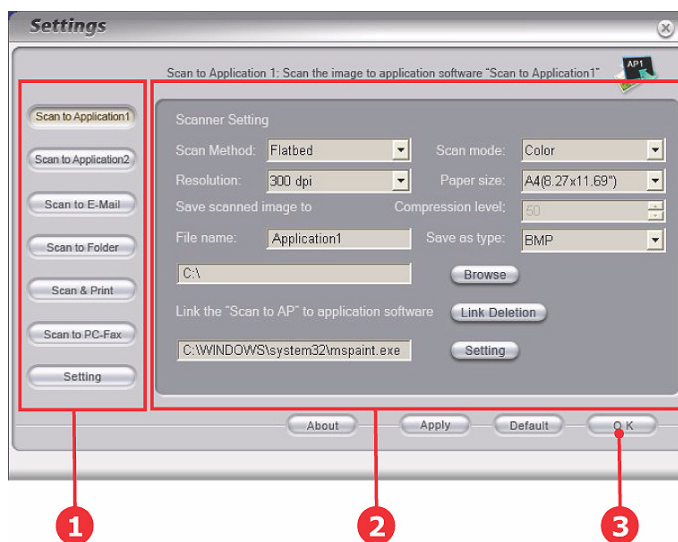 Settings
Scan to Application 1: Scan the image to application software "Scan to Application1"
AP1
Scan to Application1
Scan to Application2
Scan to E-Mail
Scan to Folder
Scan & Print
Scan to PC-Fax
Setting
Scanner Setting
Scan Method: Flatbed Scan mode: Color
Resolution: 300 dpi Paper size: A4(8.27x11.69")
Save scanned image to Compression level: 50
File name: Application1 Save as type: BMP
C:\ Browse
Link the "Scan to AP" to application software Link Deletion
C:\WINDOWS\system32\mspaint.exe Setting
About Apply Default OK
1 2 3